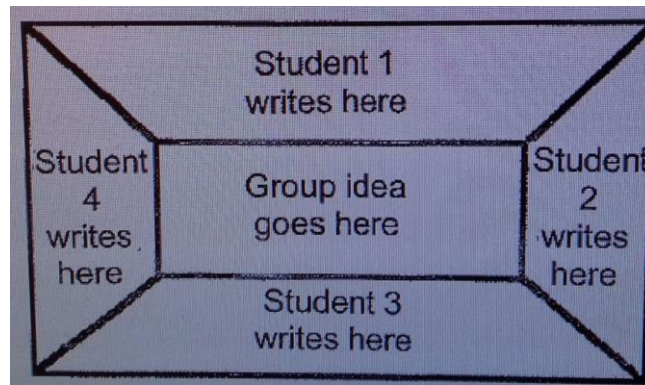 Student 1
writes here
Student
4
writes
here
Group idea
goes here
Student
2
writes
here
Student 3
writes here